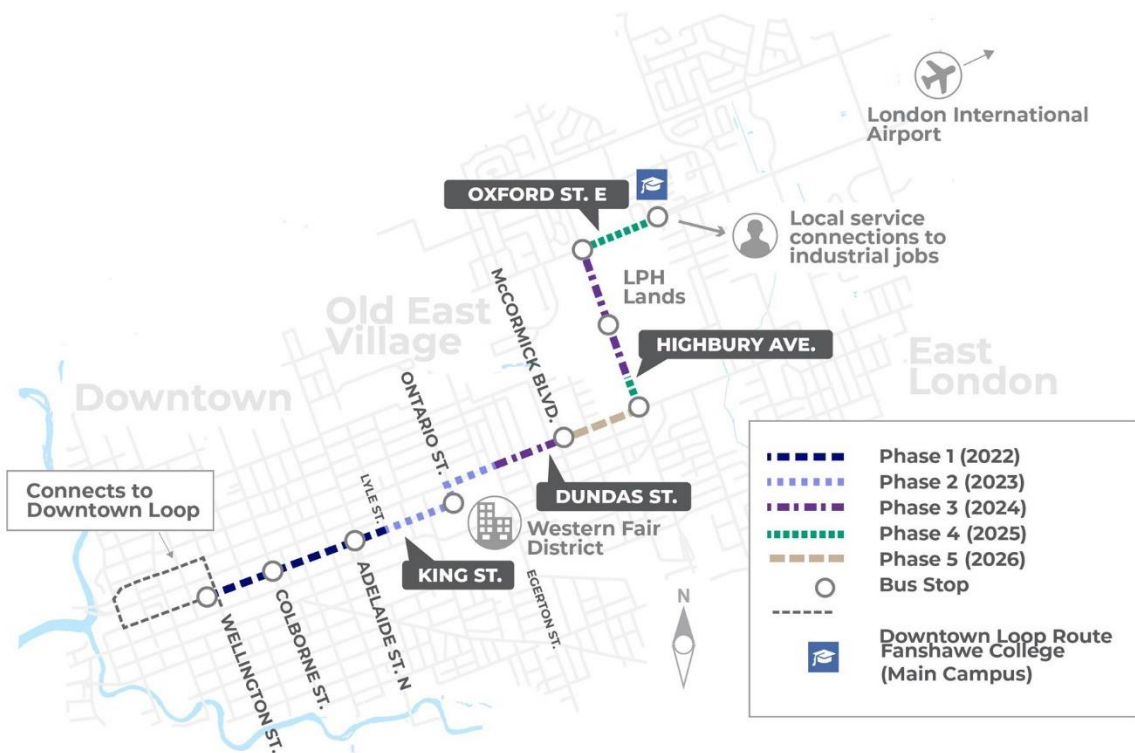 London International
Airport
OXFORD ST. E
Local service
connections to
industrial jobs
McCORMICK BLVD.
LPH
Lands
Old East
Village
HIGHBURY AVE.
East
London
Downtown
ONTARIO ST.
Connects to
Downtown Loop
LYLE ST.
DUNDAS ST.
Western Fair
District
KING ST.
EGERTON ST.
ADELAIDE ST. N
COLBORNE ST.
WELLINGTON ST.
N
Phase 1 (2022)
Phase 2 (2023)
Phase 3 (2024)
Phase 4 (2025)
Phase 5 (2026)
Bus Stop
Downtown Loop Route
Fanshawe College
(Main Campus)